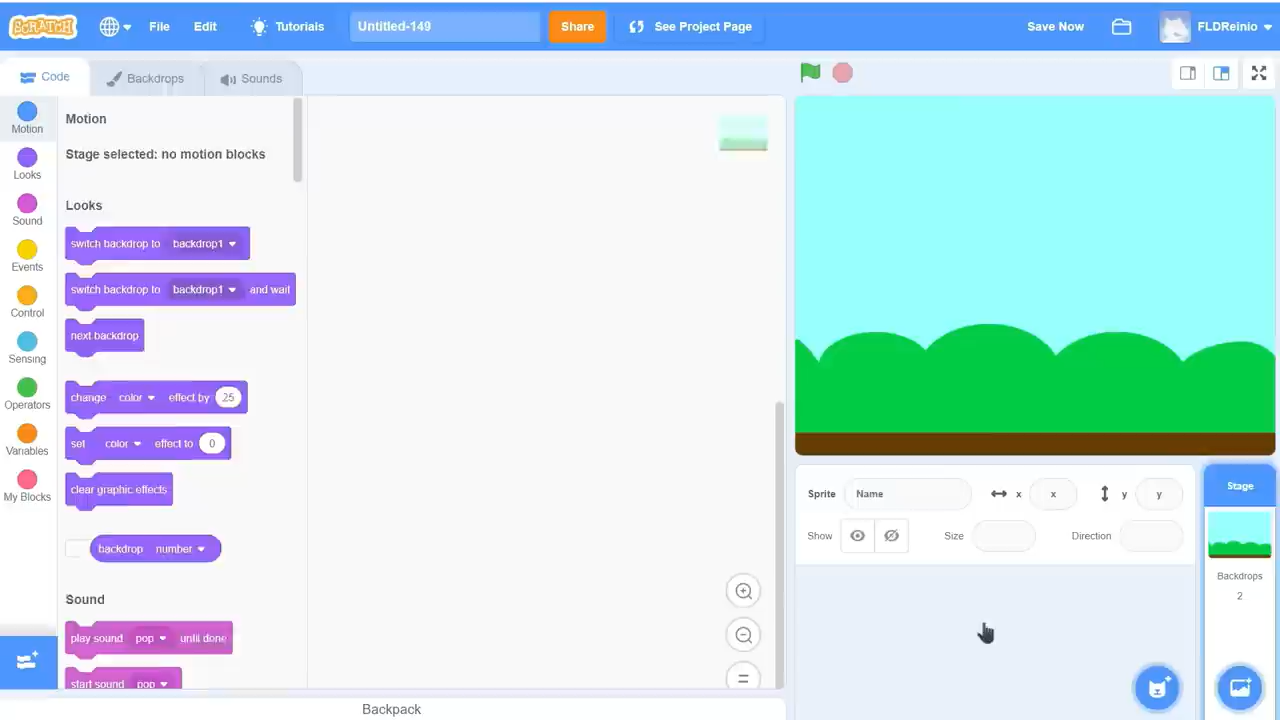 SCRATCH File Edit Tutorials Untitled-149 Share See Project Page Save Now FLDReinio
Code Backdrops Sounds
Motion
Looks
Sound
Events
Control
Sensing
Operators
Variables
My Blocks
Motion
Stage selected: no motion blocks
Looks
switch backdrop to backdrop1
switch backdrop to backdrop1 and wait
next backdrop
change color effect by 25
set color effect to 0
clear graphic effects
backdrop number
Sound
play sound pop until done
start sound pop
Backpack
Sprite Name x x y y
Show Size Direction
Stage
Backdrops
2